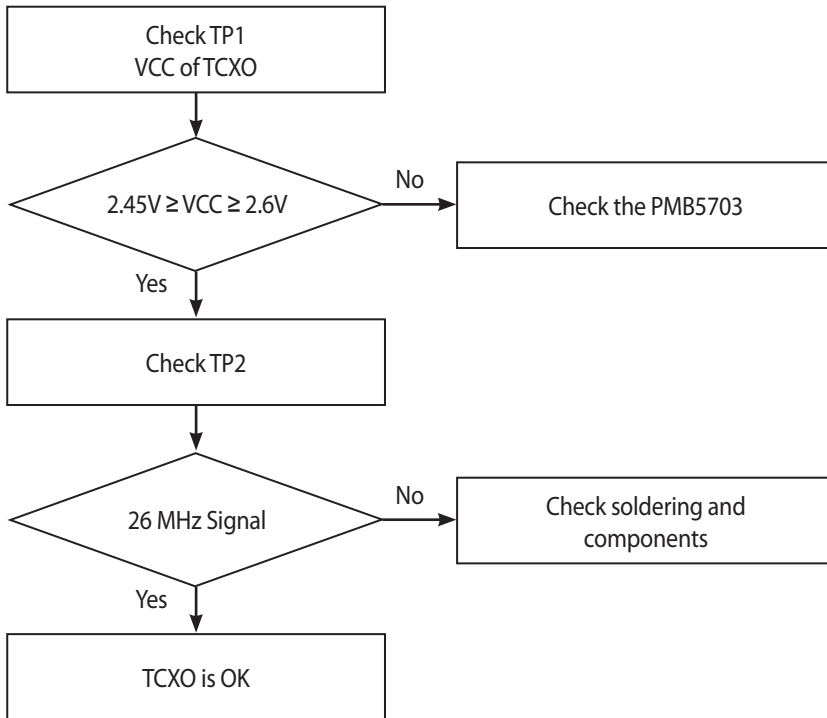 Check TP1
VCC of TCXO
2.45V ≧ VCC ≧ 2.6V
No
Check the PMB5703
Yes
Check TP2
26 MHz Signal
No
Check soldering and
components
Yes
TCXO is OK